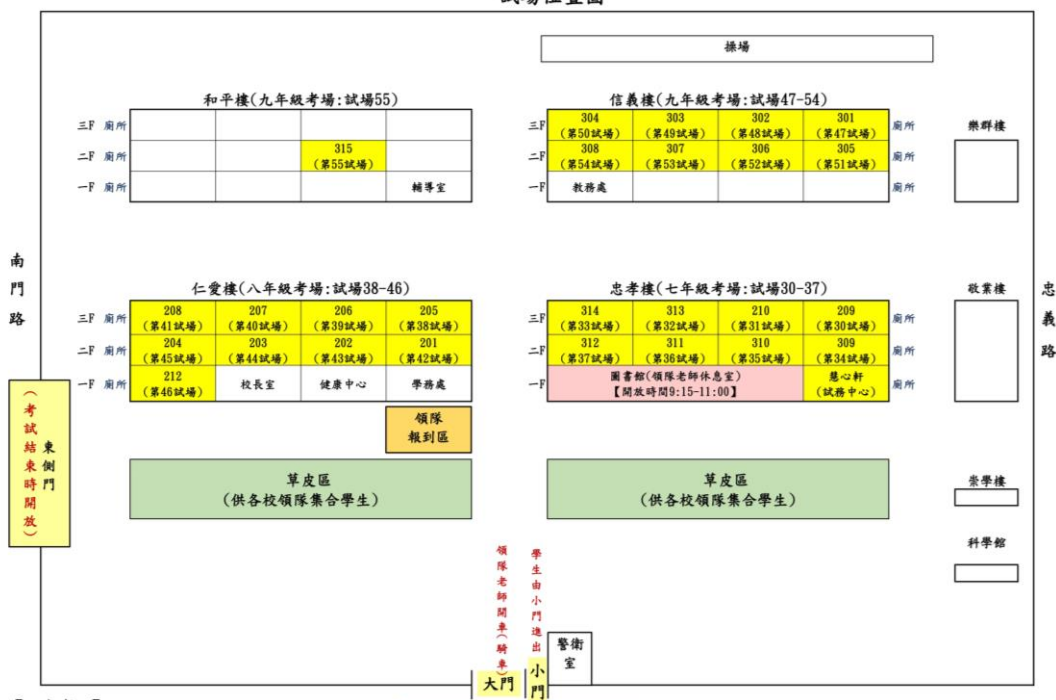 操場
和平樓(九年級考場:試場55)
三F 廁所
二F 廁所
315
(第55試場)
一F 廁所
輔導室
信義樓(九年級考場:試場47-54)
三F
304
(第50試場)
303
(第49試場)
302
(第48試場)
301
(第47試場)
廁所
二F
308
(第54試場)
307
(第53試場)
306
(第52試場)
305
(第51試場)
廁所
一F
教務處
廁所
樂群樓
南門路
仁愛樓(八年級考場:試場38-46)
三F 廁所
208
(第41試場)
207
(第40試場)
206
(第39試場)
205
(第38試場)
二F 廁所
204
(第45試場)
203
(第44試場)
202
(第43試場)
201
(第42試場)
一F 廁所
212
(第46試場)
校長室
健康中心
學務處
忠孝樓(七年級考場:試場30-37)
三F
314
(第33試場)
313
(第32試場)
210
(第31試場)
209
(第30試場)
廁所
二F
312
(第37試場)
311
(第36試場)
310
(第35試場)
309
(第34試場)
廁所
一F
圖書館(領隊老師休息室)
【開放時間9:15-11:00】
慧心軒
(試務中心)
廁所
敬業樓
忠義路
東側門
(考試結束時開放)
領隊
報到區
草皮區
(供各校領隊集合學生)
草皮區
(供各校領隊集合學生)
崇學樓
科學館
領隊老師開車(騎車)
學生由小門進出
警衛室
大門
小門